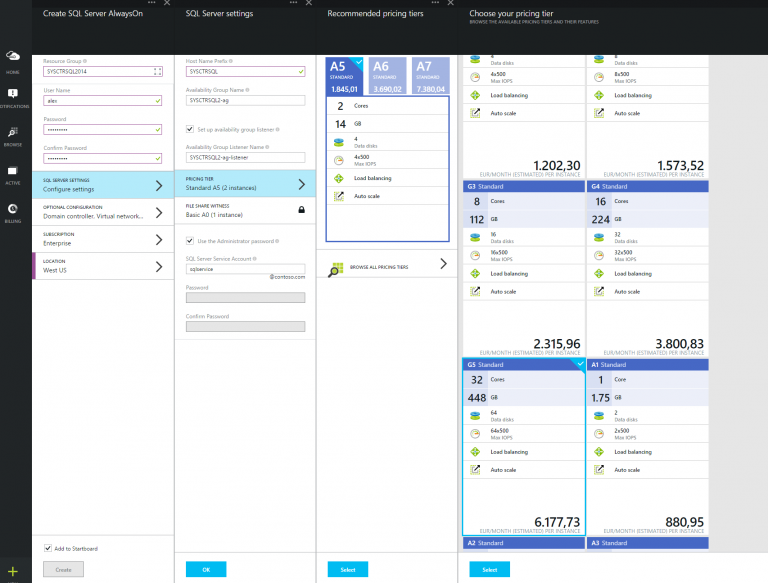 Create SQL Server AlwaysOn
Resource Group
SYSCTRSQL2014
User Name
alex
Password
•••••••••
Confirm Password
•••••••••
SQL SERVER SETTINGS
Configure settings
OPTIONAL CONFIGURATION
Domain controller. Virtual network...
SUBSCRIPTION
Enterprise
LOCATION
West US
Add to Startboard
Create
HOME
NOTIFICATIONS
BROWSE
ACTIVE
BILLING
SQL Server settings
Host Name Prefix
SYSCTRSQL
Availability Group Name
SYSCTRSQL2-ag
Set up availability group listener
Availability Group Listener Name
SYSCTRSQL2-ag-listener
PRICING TIER
Standard A5 (2 instances)
FILE SHARE WITNESS
Basic A0 (1 instance)
Use the Administrator password
SQL Server Service Account
sqlservice
@contoso.com
Password
Confirm Password
OK
Recommended pricing tiers
A5
STANDARD
1.845,01
A6
STANDARD
3.690,02
A7
STANDARD
7.380,04
2 Cores
14 GB
4
Data disks
4x500
Max IOPS
Load balancing
Auto scale
BROWSE ALL PRICING TIERS
Select
Choose your pricing tier
BROWSE THE AVAILABLE PRICING TIERS AND THEIR FEATURES
4
Data disks
4x500
Max IOPS
Load balancing
Auto scale
1.202,30
EUR/MONTH (ESTIMATED) PER INSTANCE
8
Data disks
8x500
Max IOPS
Load balancing
Auto scale
1.573,52
EUR/MONTH (ESTIMATED) PER INSTANCE
G3 Standard
8 Cores
112 GB
16
Data disks
16x500
Max IOPS
Load balancing
Auto scale
2.315,96
EUR/MONTH (ESTIMATED) PER INSTANCE
G4 Standard
16 Cores
224 GB
32
Data disks
32x500
Max IOPS
Load balancing
Auto scale
3.800,83
EUR/MONTH (ESTIMATED) PER INSTANCE
G5 Standard
32 Cores
448 GB
64
Data disks
64x500
Max IOPS
Load balancing
Auto scale
6.177,73
EUR/MONTH (ESTIMATED) PER INSTANCE
A1 Standard
1 Core
1.75 GB
2
Data disks
2x500
Max IOPS
Load balancing
Auto scale
880,95
EUR/MONTH (ESTIMATED) PER INSTANCE
A2 Standard
A3 Standard
Select